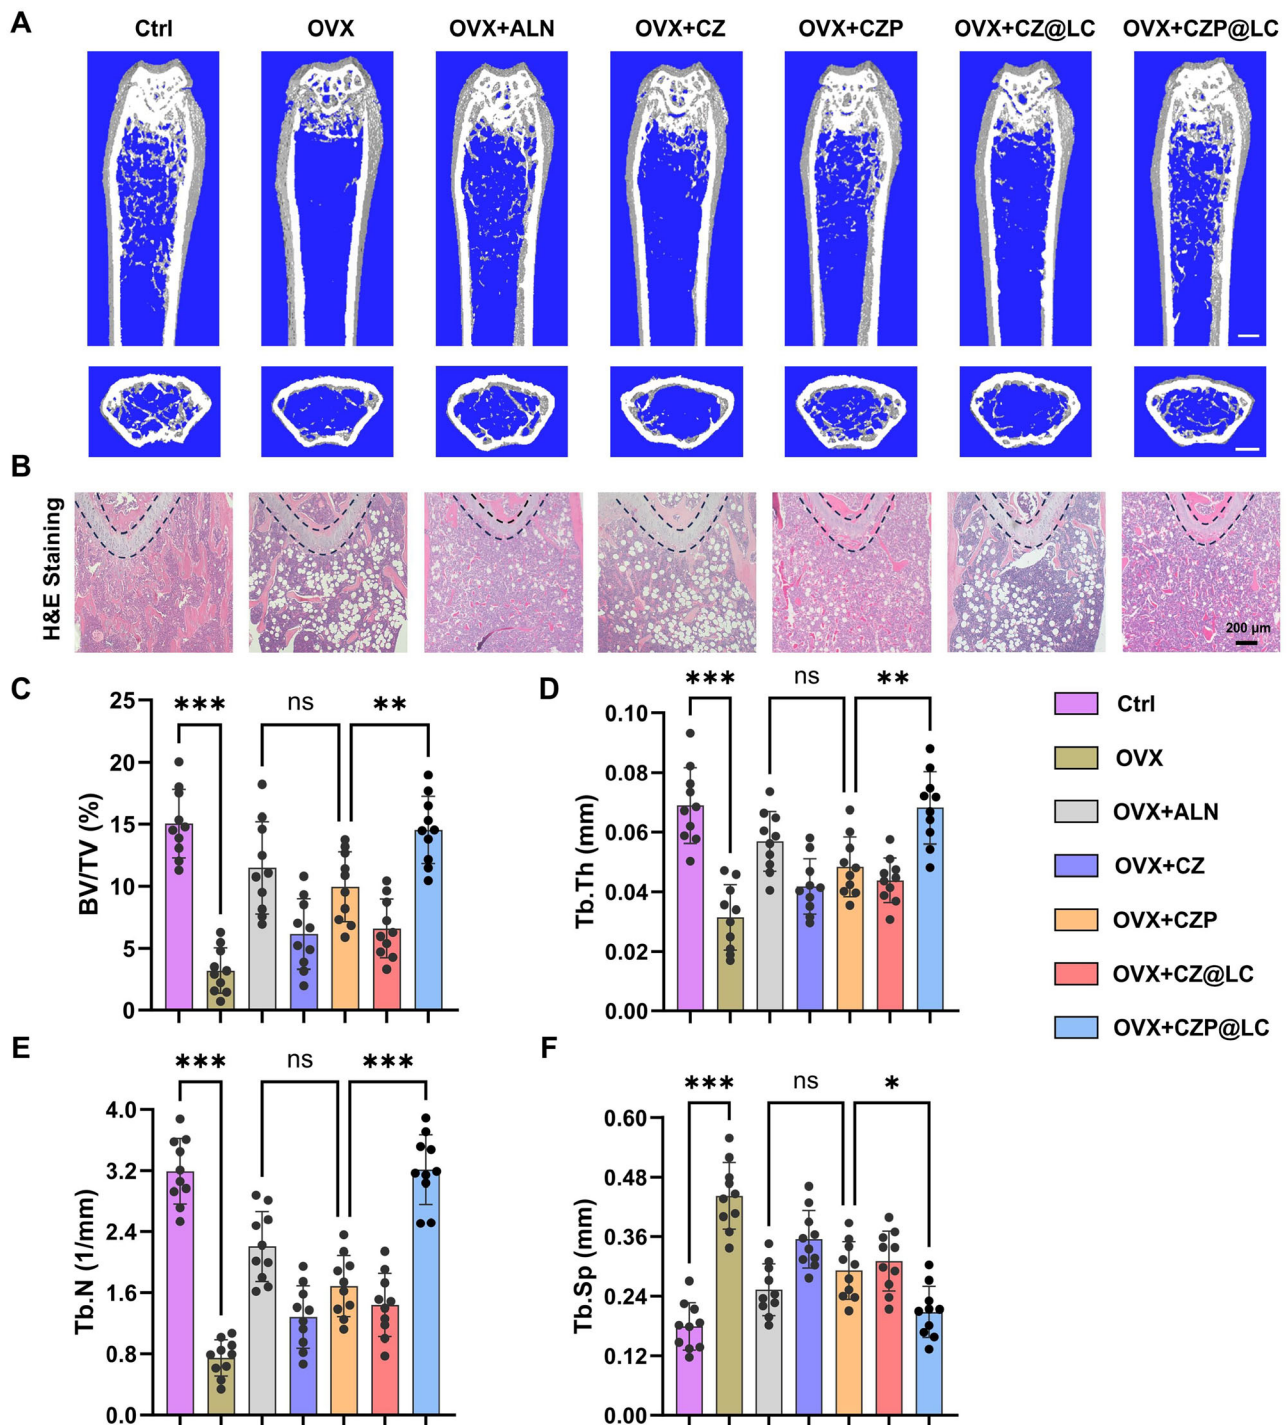 A
Ctrl OVX OVX+ALN OVX+CZ OVX+CZP OVX+CZ@LC OVX+CZP@LC
B
H&E Staining
200 μm
C
BV/TV (%)
25
20
15
10
5
0
*** ns **
D
Tb.Th (mm)
0.10
0.08
0.06
0.04
0.02
0.00
*** ns **
Ctrl
OVX
OVX+ALN
OVX+CZ
OVX+CZP
OVX+CZ@LC
OVX+CZP@LC
E
Tb.N (1/mm)
4.0
3.2
2.4
1.6
0.8
0.0
*** ns ***
F
Tb.Sp (mm)
0.60
0.48
0.36
0.24
0.12
0.00
*** ns *